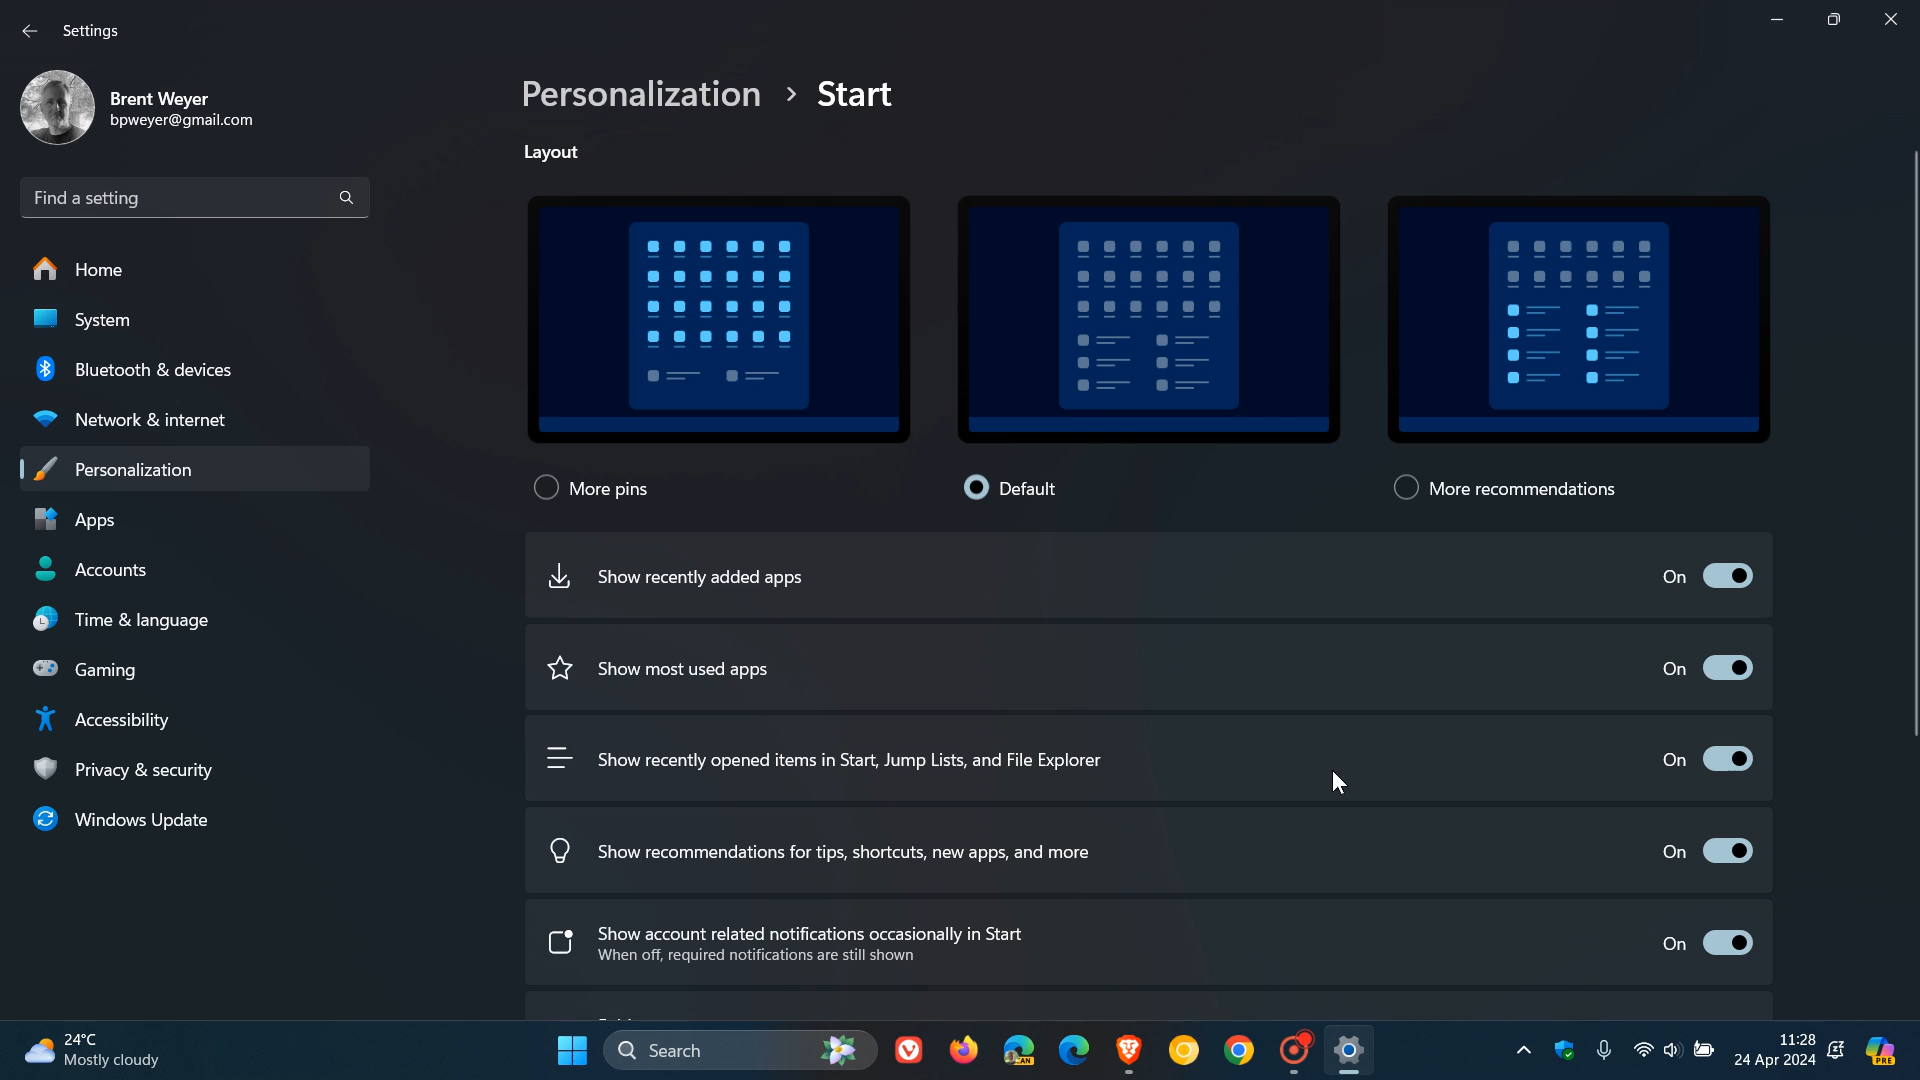 Settings
Brent Weyer
bpweyer@gmail.com
Find a setting
Home
System
Bluetooth & devices
Network & internet
Personalization
Apps
Accounts
Time & language
Gaming
Accessibility
Privacy & security
Windows Update
Personalization > Start
Layout
More pins
Default
More recommendations
Show recently added apps
On
Show most used apps
On
Show recently opened items in Start, Jump Lists, and File Explorer
On
Show recommendations for tips, shortcuts, new apps, and more
On
Show account related notifications occasionally in Start
When off, required notifications are still shown
On
24°C
Mostly cloudy
Search
CAN
11:28
24 Apr 2024
PRE